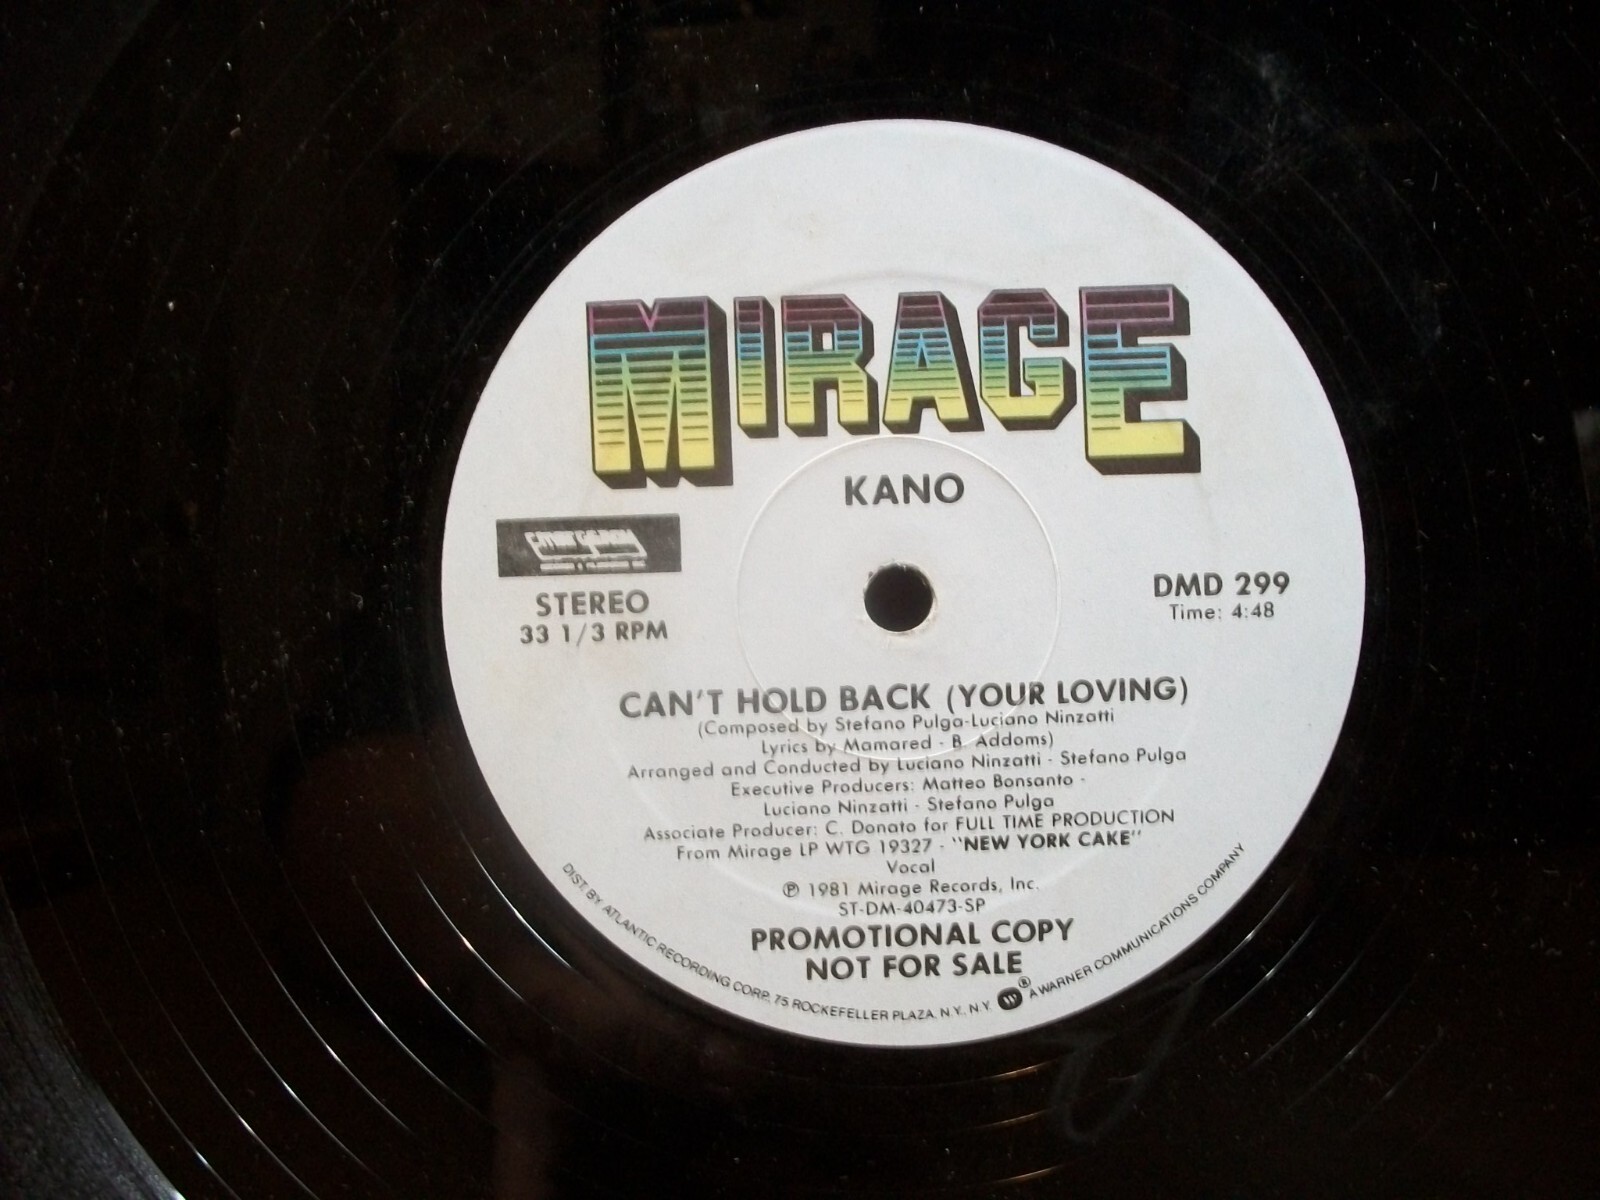 MIRAGE
KANO
STEREO
33 1/3 RPM
DMD 299
Time: 4:48
CAN'T HOLD BACK (YOUR LOVING)
(Composed by Stefano Pulga-Luciano Ninzatti
Lyrics by Mamared - B. Addoms)
Arranged and Conducted by Luciano Ninzatti - Stefano Pulga
Executive Producers: Matteo Bonsanto -
Luciano Ninzatti - Stefano Pulga
Associate Producer: C. Donato for FULL TIME PRODUCTION
From Mirage LP WTG 19327 - "NEW YORK CAKE"
Vocal
℗ 1981 Mirage Records, Inc.
ST-DM-40473-SP
PROMOTIONAL COPY
NOT FOR SALE
DIST. BY ATLANTIC RECORDING CORP. 75 ROCKEFELLER PLAZA, N.Y., N.Y. W® A WARNER COMMUNICATIONS COMPANY